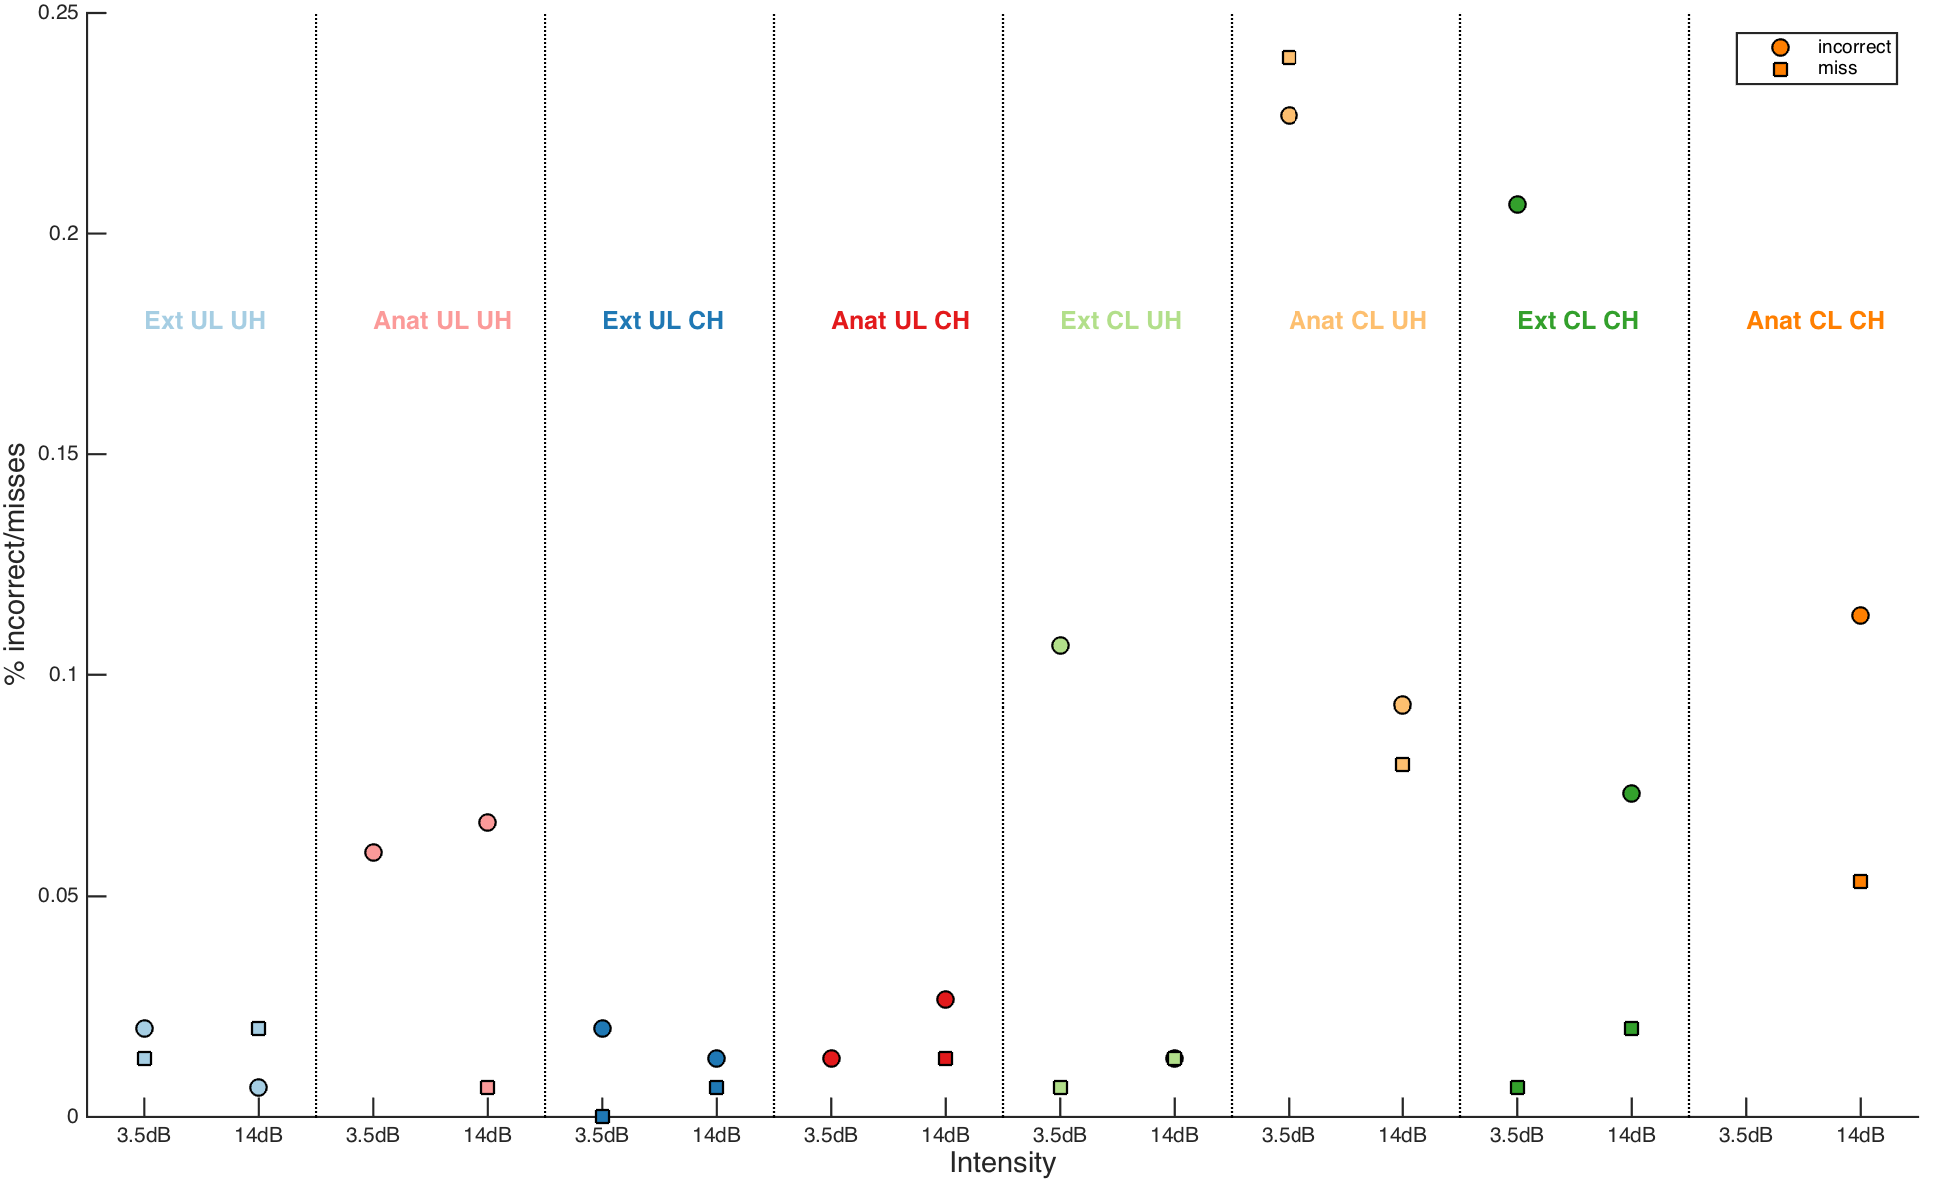 0.25
incorrect
miss
0.2
Ext UL UH Anat UL UH Ext UL CH Anat UL CH Ext CL UH Anat CL UH Ext CL CH Anat CL CH
0.15
% incorrect/misses
0.1
0.05
0
3.5dB 14dB 3.5dB 14dB 3.5dB 14dB 3.5dB 14dB 3.5dB 14dB 3.5dB 14dB 3.5dB 14dB 3.5dB 14dB
Intensity